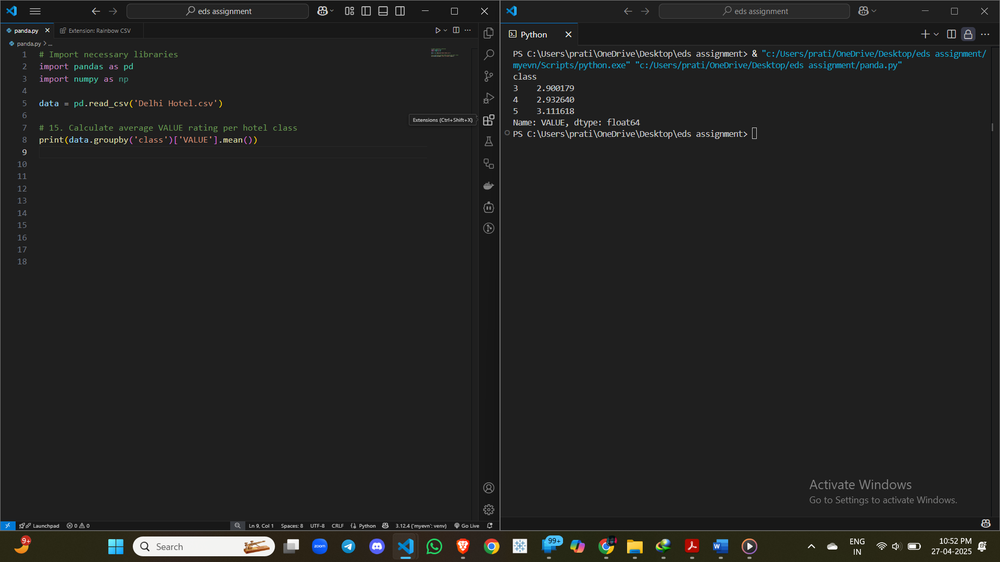 eds assignment
panda.py
Extension: Rainbow CSV
panda.py > ...
1 # Import necessary libraries
2 import pandas as pd
3 import numpy as np
4
5 data = pd.read_csv('Delhi Hotel.csv')
6
7 # 15. Calculate average VALUE rating per hotel class
8 print(data.groupby('class')['VALUE'].mean())
9
10
11
12
13
14
15
16
17
18
Extensions (Ctrl+Shift+X)
Launchpad
0
0
Ln 9, Col 1
Spaces: 8
UTF-8
CRLF
Python
3.12.4 ('myevn': venv)
Go Live
eds assignment
Python
PS C:\Users\prati\OneDrive\Desktop\eds assignment> & "c:/Users/prati/OneDrive/Desktop/eds assignment/
myevn/Scripts/python.exe" "c:/Users/prati/OneDrive/Desktop/eds assignment/panda.py"
class
3    2.900179
4    2.932640
5    3.111618
Name: VALUE, dtype: float64
PS C:\Users\prati\OneDrive\Desktop\eds assignment>
Activate Windows
Go to Settings to activate Windows.
9+
Search
zoom
99+
ENG
IN
10:52 PM
27-04-2025